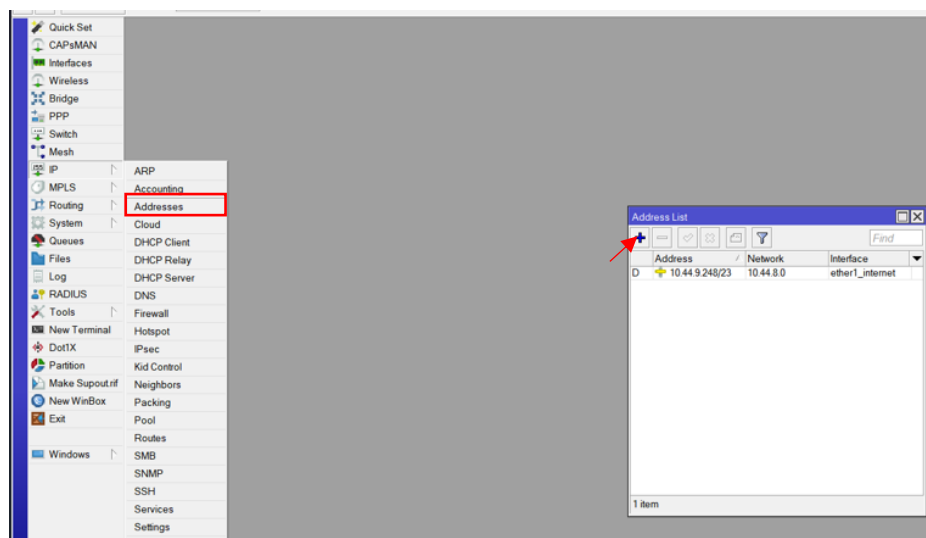 Quick Set
CAPsMAN
Interfaces
Wireless
Bridge
PPP
Switch
Mesh
IP
MPLS
Routing
System
Queues
Files
Log
RADIUS
Tools
New Terminal
Dot1X
Partition
Make Supout.rif
New WinBox
Exit
Windows
ARP
Accounting
Addresses
Cloud
DHCP Client
DHCP Relay
DHCP Server
DNS
Firewall
Hotspot
IPsec
Kid Control
Neighbors
Packing
Pool
Routes
SMB
SNMP
SSH
Services
Settings
Address List
Find
Address Network Interface
D 10.44.9.248/23 10.44.8.0 ether1_internet
1 item